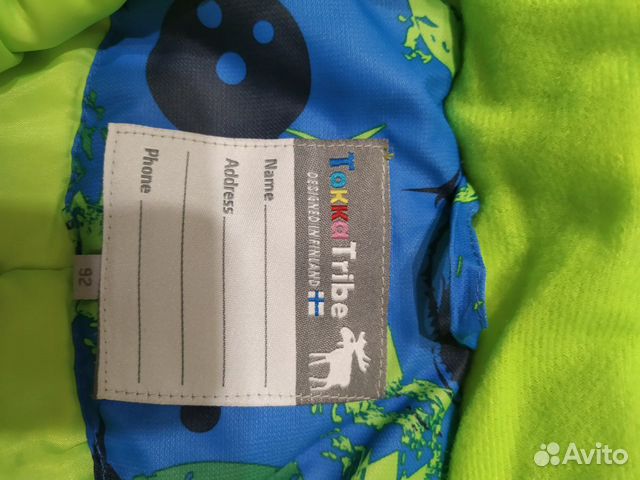 Tokka Tribe
DESIGNED IN FINLAND
Name
Address
Phone
92
Avito